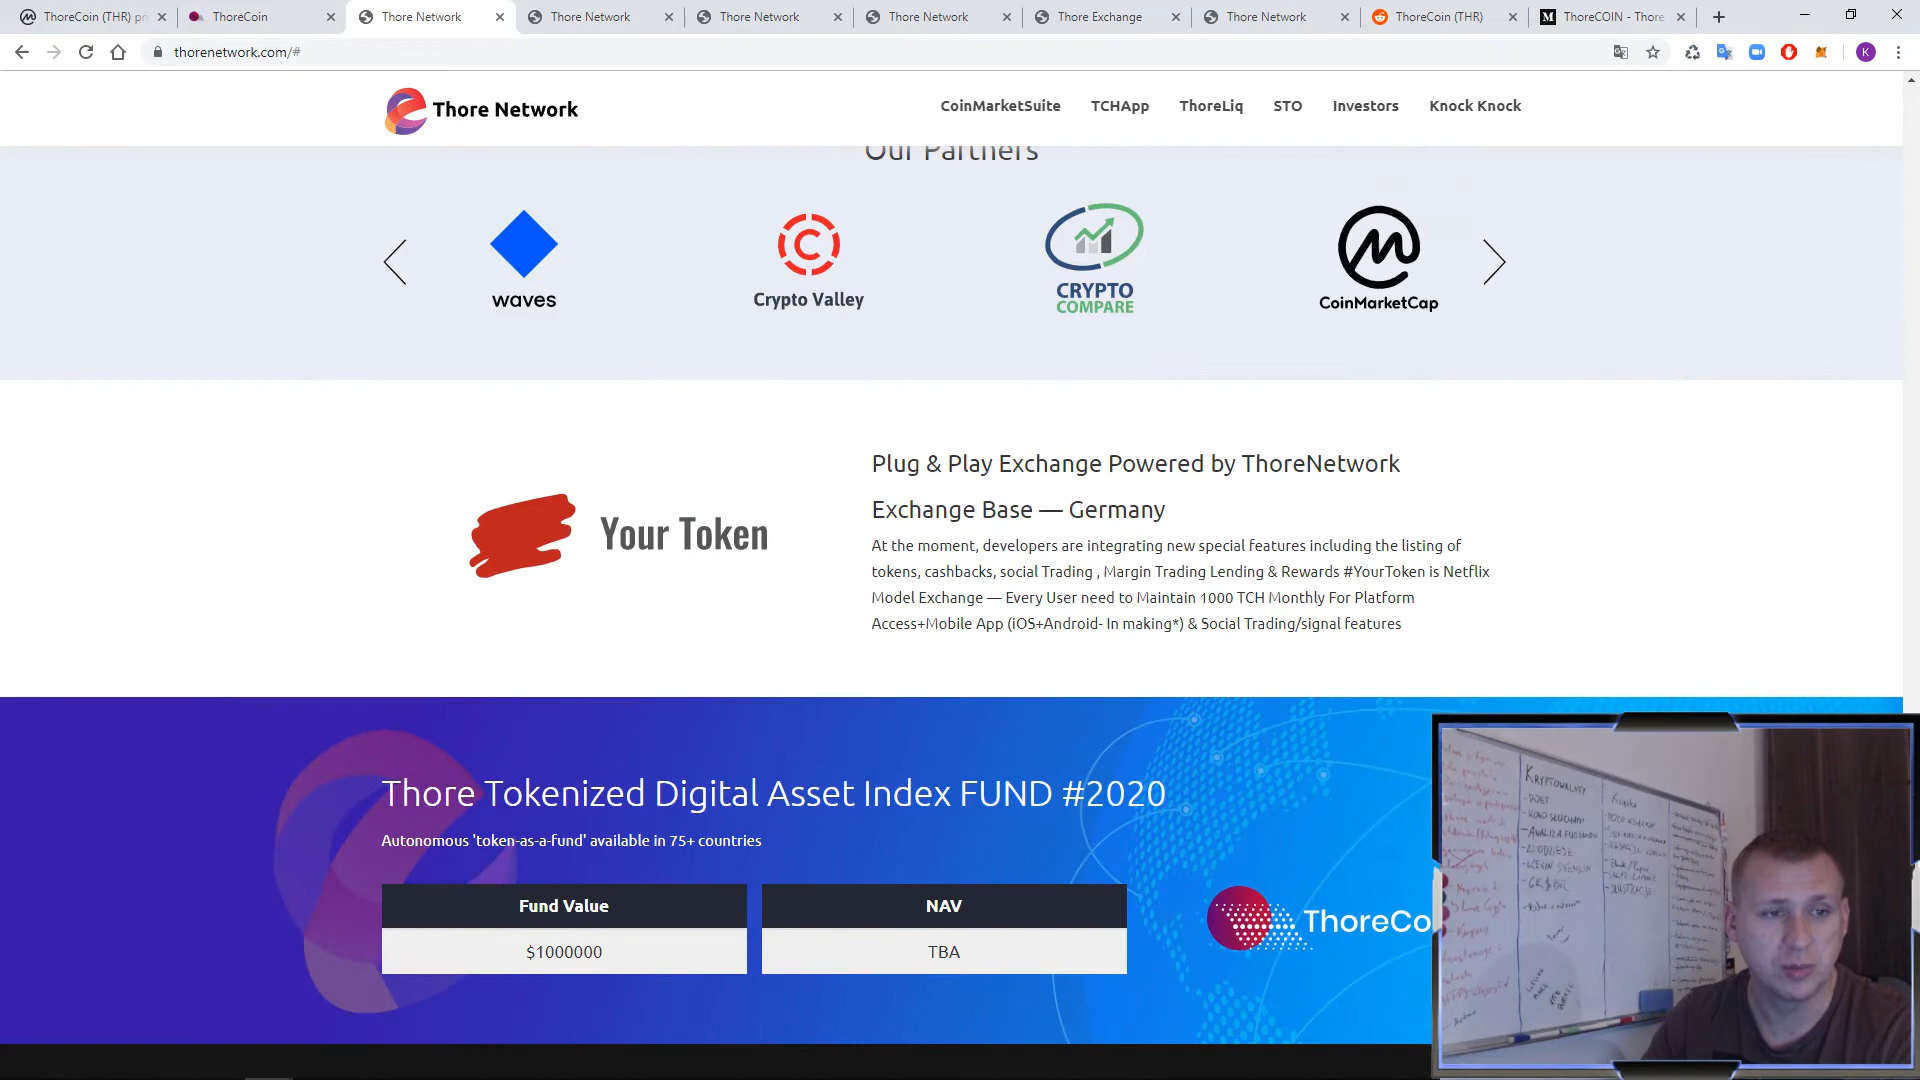 ThoreCoin (THR) pr
ThoreCoin
Thore Network
Thore Network
Thore Network
Thore Network
Thore Exchange
Thore Network
ThoreCoin (THR)
ThoreCOIN - Thore
thorenetwork.com/#
K
Thore Network
CoinMarketSuite
TCHApp
ThoreLiq
STO
Investors
Knock Knock
Our Partners
waves
Crypto Valley
CRYPTO
COMPARE
CoinMarketCap
Your Token
Plug & Play Exchange Powered by ThoreNetwork
Exchange Base — Germany
At the moment, developers are integrating new special features including the listing of
tokens, cashbacks, social Trading , Margin Trading Lending & Rewards #YourToken is Netflix
Model Exchange — Every User need to Maintain 1000 TCH Monthly For Platform
Access+Mobile App (iOS+Android- In making*) & Social Trading/signal features
Thore Tokenized Digital Asset Index FUND #2020
Autonomous 'token-as-a-fund' available in 75+ countries
Fund Value
NAV
$1000000
TBA
ThoreCo
KRYPTOWALUTY